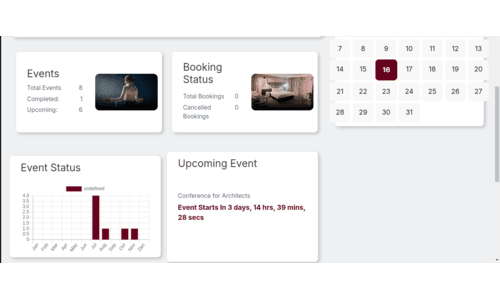 Events
Total Events 8
Completed: 1
Upcoming: 6
Booking
Status
Total Bookings 0
Cancelled 0
Bookings
7 8 9 10 11 12 13
14 15 16 17 18 19 20
21 22 23 24 25 26 27
28 29 30 31
Event Status
undefined
4.0
3.5
3.0
2.5
2.0
1.5
1.0
0.5
0
Jan Feb Mar Apr May Jun Jul Aug Sep Oct Nov Dec
Upcoming Event
Conference for Architects
Event Starts In 3 days, 14 hrs, 39 mins,
28 secs